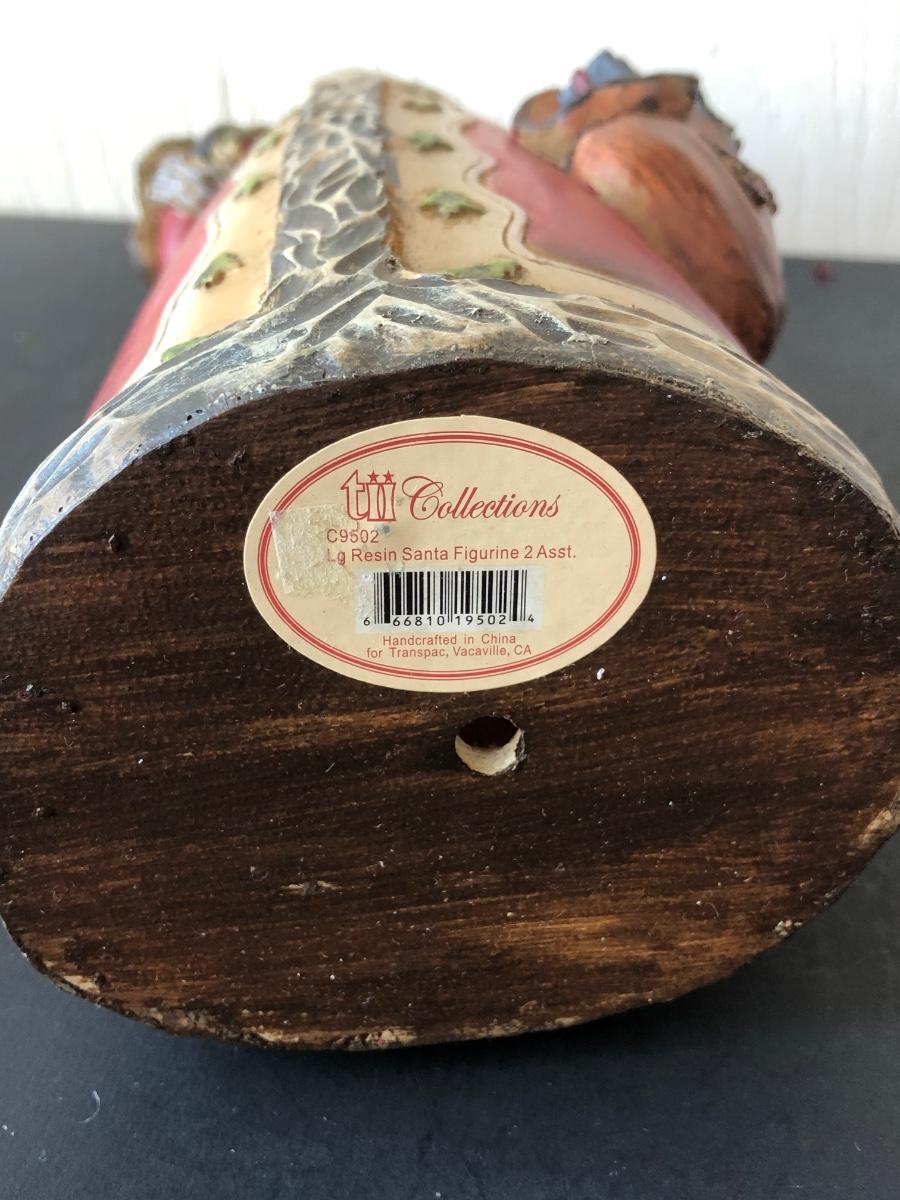 tii Collections
C9502
Lg Resin Santa Figurine 2 Asst.
6 66810 19502 4
Handcrafted in China
for Transpac, Vacaville, CA